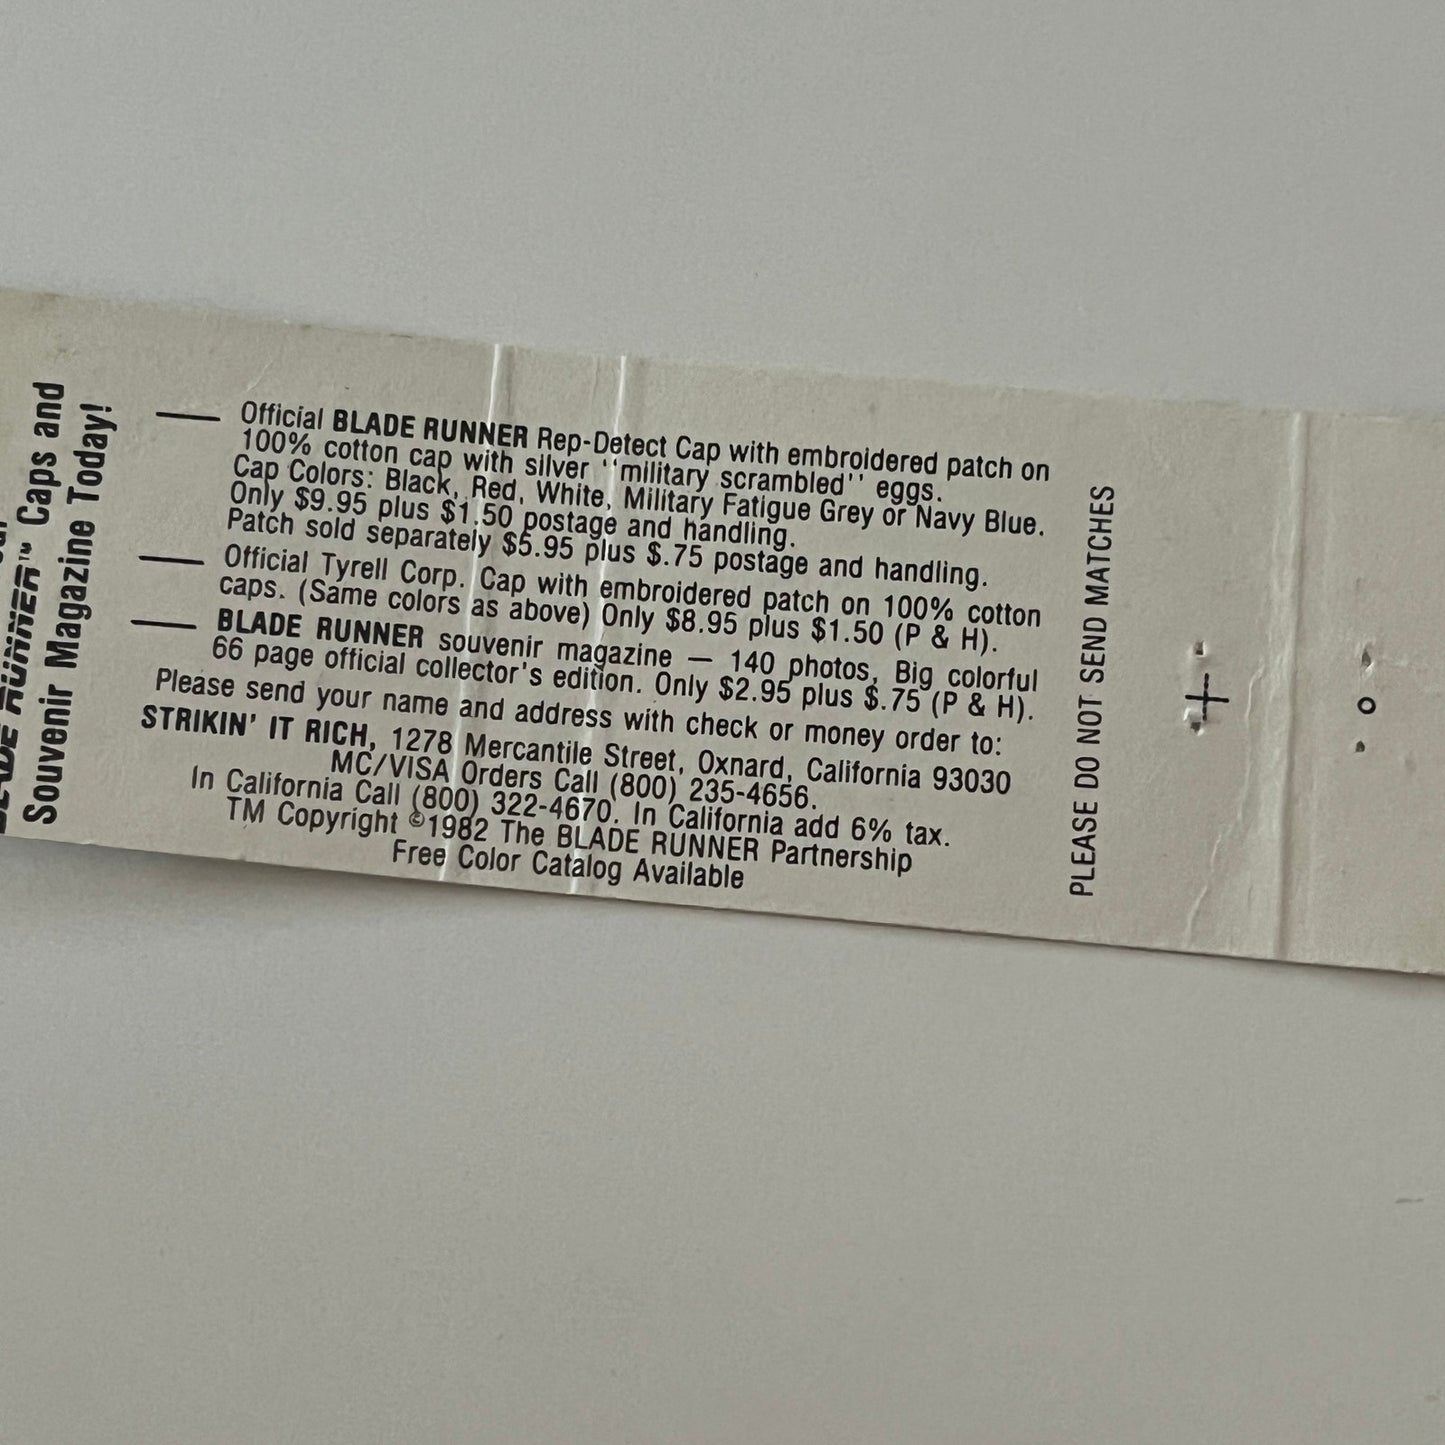 BLADE RUNNER™ Caps and
Souvenir Magazine Today!
Official BLADE RUNNER Rep-Detect Cap with embroidered patch on
100% cotton cap with silver ''military scrambled'' eggs.
Cap Colors: Black, Red, White, Military Fatigue Grey or Navy Blue.
Only $9.95 plus $1.50 postage and handling.
Patch sold separately $5.95 plus $.75 postage and handling.
Official Tyrell Corp. Cap with embroidered patch on 100% cotton
caps. (Same colors as above) Only $8.95 plus $1.50 (P & H).
BLADE RUNNER souvenir magazine — 140 photos, Big colorful
66 page official collector's edition. Only $2.95 plus $.75 (P & H).
Please send your name and address with check or money order to:
STRIKIN' IT RICH, 1278 Mercantile Street, Oxnard, California 93030
MC/VISA Orders Call (800) 235-4656.
In California Call (800) 322-4670. In California add 6% tax.
TM Copyright ©1982 The BLADE RUNNER Partnership
Free Color Catalog Available
PLEASE DO NOT SEND MATCHES